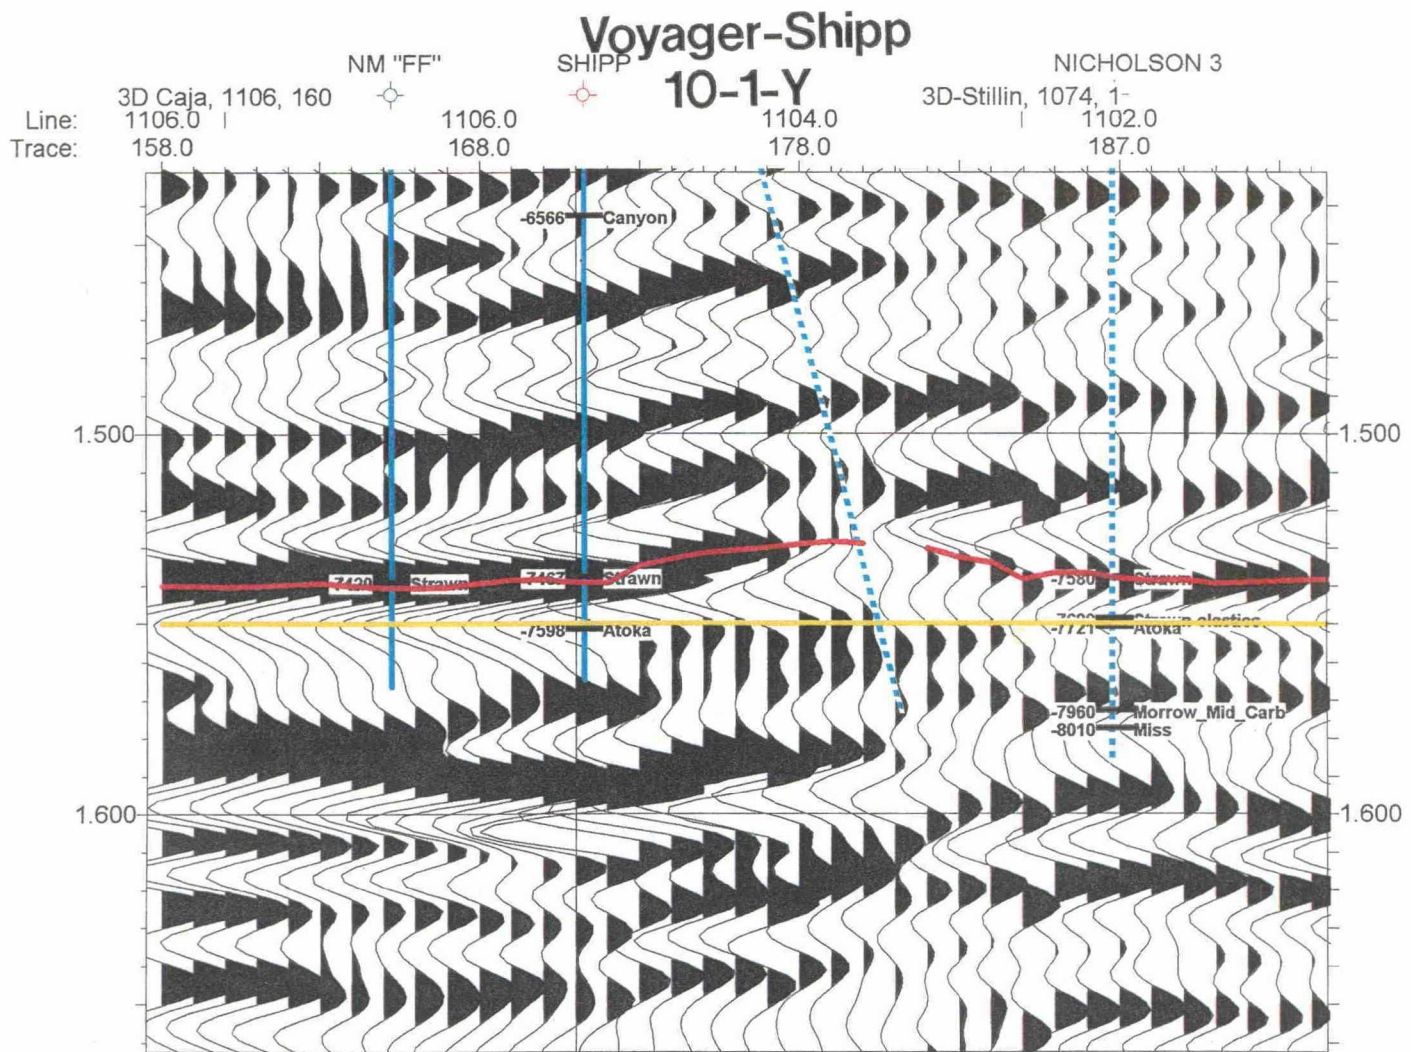 Voyager-Shipp
10-1-Y
NM "FF"
SHIPP
NICHOLSON 3
3D Caja, 1106, 160
3D-Stillin, 1074, 1-
Line: 1106.0 1106.0 1104.0 1102.0
Trace: 158.0 168.0 178.0 187.0
-6566 Canyon
1.500 1.500
-7420 Strawn -7467 Strawn -7580 Strawn
Strawn clastics
-7598 Atoka -7721 Atoka
-7960 Morrow_Mid_Carb
-8010 Miss
1.600 1.600